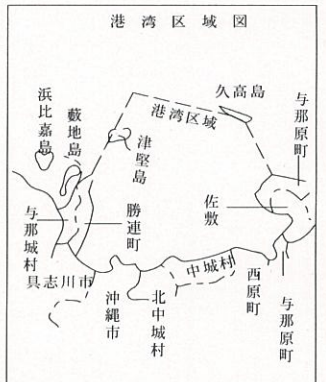 港湾区域図
久高島
港湾区域
浜比嘉島
藪地島
津堅島
与那原町
佐敷
与那城村
勝連町
具志川市
沖縄市
北中城村
中城村
西原町
与那原町